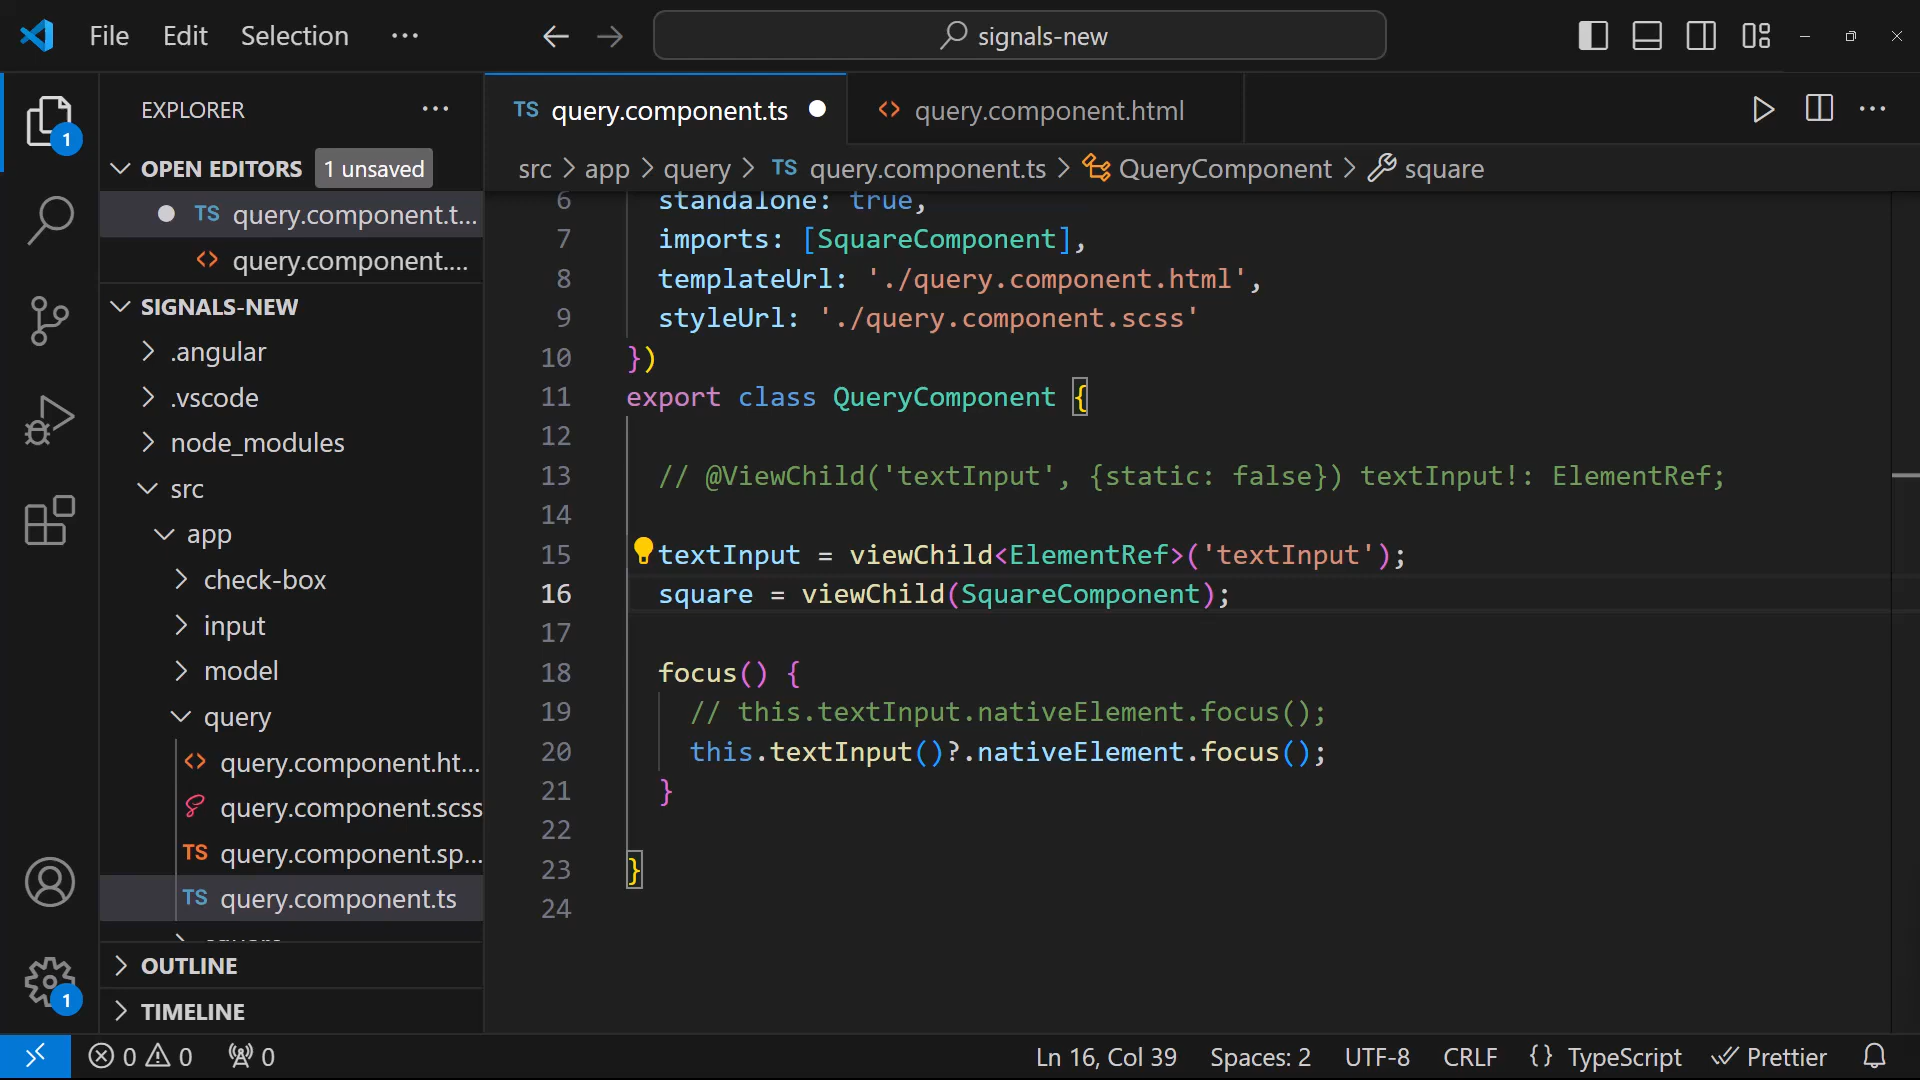 File Edit Selection ···
signals-new
EXPLORER ···
OPEN EDITORS 1 unsaved
TS query.component.t...
<> query.component....
SIGNALS-NEW
.angular
.vscode
node_modules
src
app
check-box
input
model
query
<> query.component.ht...
query.component.scss
TS query.component.sp...
TS query.component.ts
OUTLINE
TIMELINE
1
1
TS query.component.ts
<> query.component.html
src > app > query > TS query.component.ts > QueryComponent > square
6 standalone: true,
7 imports: [SquareComponent],
8 templateUrl: './query.component.html',
9 styleUrl: './query.component.scss'
10 })
11 export class QueryComponent {
12
13 // @ViewChild('textInput', {static: false}) textInput!: ElementRef;
14
15 textInput = viewChild<ElementRef>('textInput');
16 square = viewChild(SquareComponent);
17
18 focus() {
19 // this.textInput.nativeElement.focus();
20 this.textInput()?.nativeElement.focus();
21 }
22
23 }
24
0 0 0 Ln 16, Col 39 Spaces: 2 UTF-8 CRLF {} TypeScript Prettier